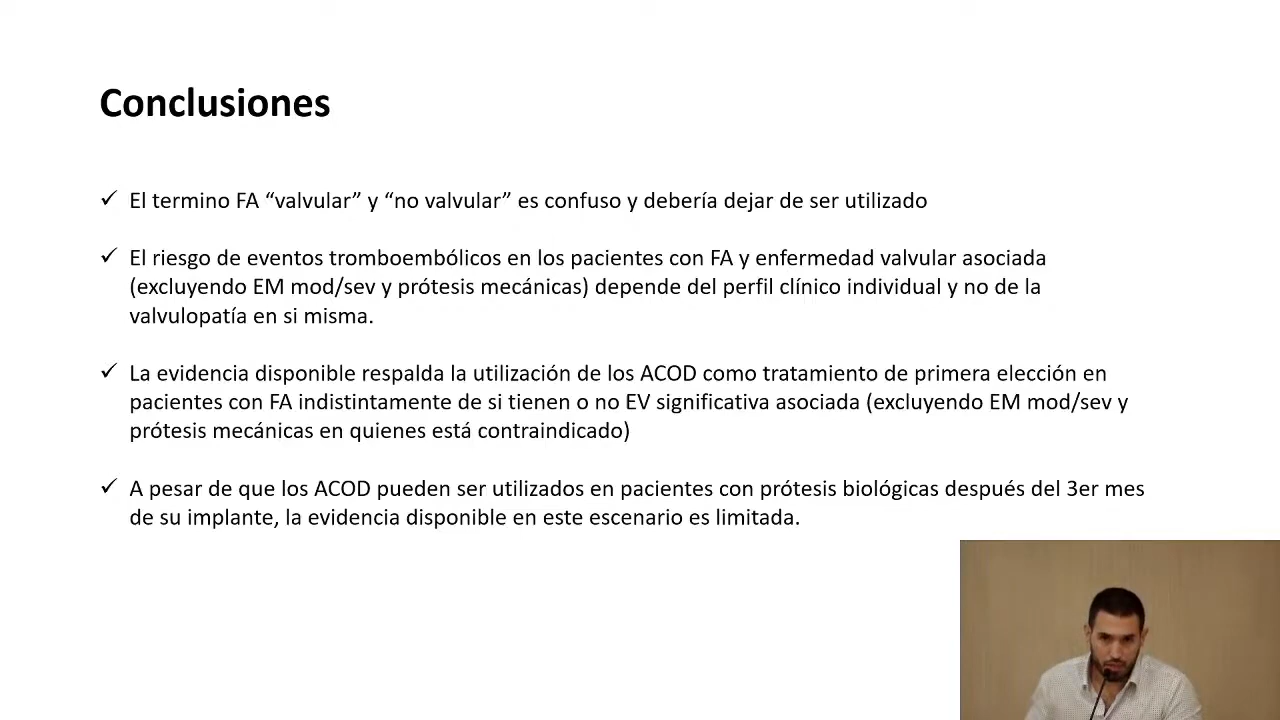 Conclusiones
✓ El termino FA “valvular” y “no valvular” es confuso y debería dejar de ser utilizado
✓ El riesgo de eventos tromboembólicos en los pacientes con FA y enfermedad valvular asociada
(excluyendo EM mod/sev y prótesis mecánicas) depende del perfil clínico individual y no de la
valvulopatía en si misma.
✓ La evidencia disponible respalda la utilización de los ACOD como tratamiento de primera elección en
pacientes con FA indistintamente de si tienen o no EV significativa asociada (excluyendo EM mod/sev y
prótesis mecánicas en quienes está contraindicado)
✓ A pesar de que los ACOD pueden ser utilizados en pacientes con prótesis biológicas después del 3er mes
de su implante, la evidencia disponible en este escenario es limitada.